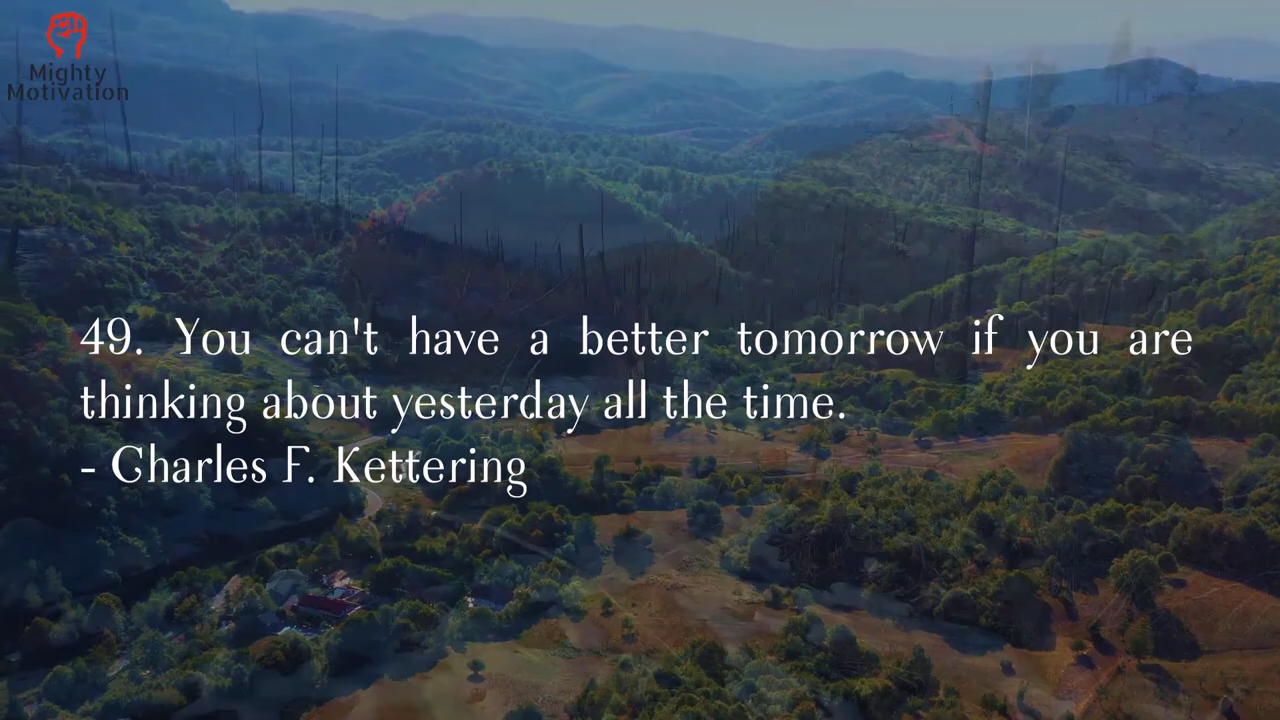 Mighty
Motivation
49. You can't have a better tomorrow if you are
thinking about yesterday all the time.
- Charles F. Kettering